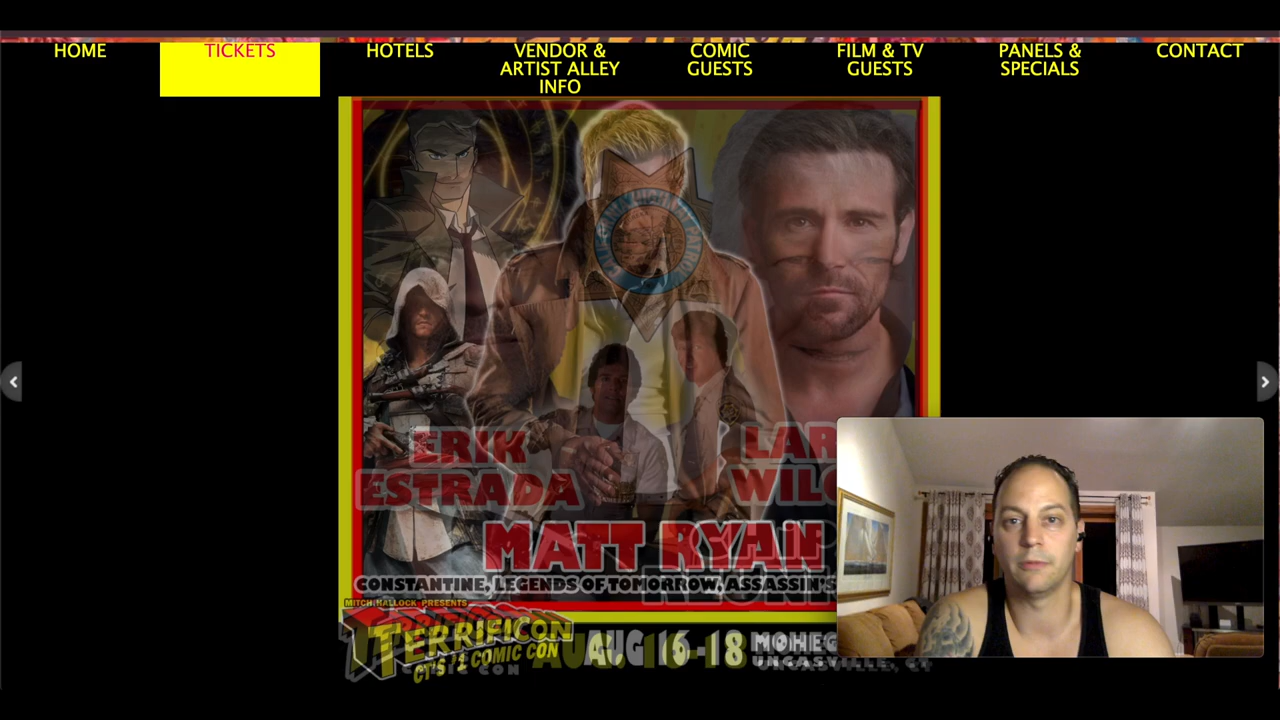 HOME
TICKETS
HOTELS
VENDOR &
ARTIST ALLEY
INFO
COMIC
GUESTS
FILM & TV
GUESTS
PANELS &
SPECIALS
CONTACT
ERIK
ESTRADA
MATT RYAN
CONSTANTINE, LEGENDS OF TOMORROW, ASSASSIN'S
MITCH HALLOCK PRESENTS
TERRIFICON
CT'S #1 COMIC CON
AUG 16-18
MOHEG
UNCASVILLE, CT